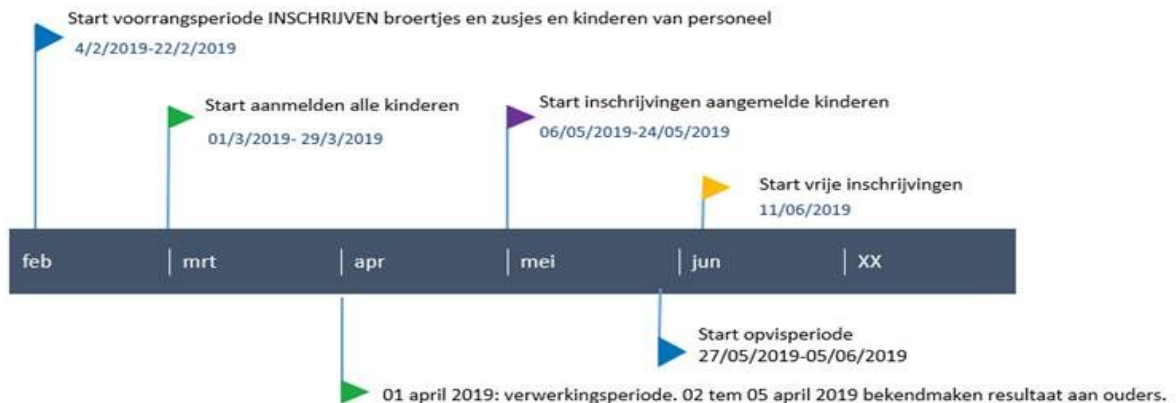 Start voorrangsperiode INSCHRIJVEN broertjes en zusjes en kinderen van personeel
4/2/2019-22/2/2019
Start aanmelden alle kinderen
01/3/2019- 29/3/2019
Start inschrijvingen aangemelde kinderen
06/05/2019-24/05/2019
Start vrije inschrijvingen
11/06/2019
feb mrt apr mei jun XX
Start opvisperiode
27/05/2019-05/06/2019
01 april 2019: verwerkingsperiode. 02 tem 05 april 2019 bekendmaken resultaat aan ouders.